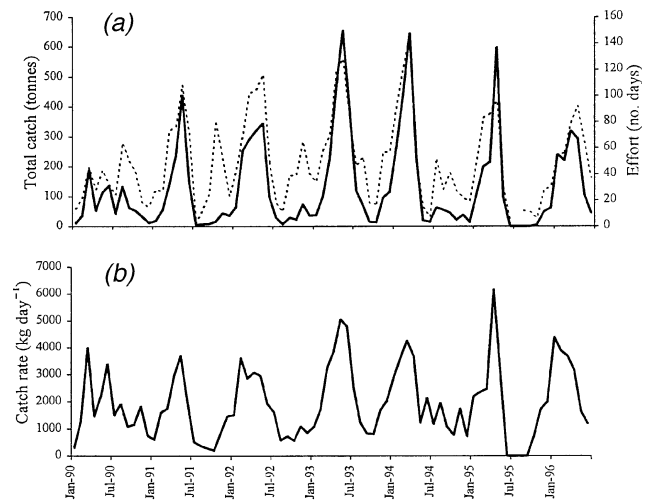 (a)
Total catch (tonnes)
700
600
500
400
300
200
100
0
160
140
120
100
80
60
40
20
0
Effort (no. days)
(b)
Catch rate (kg day⁻¹)
7000
6000
5000
4000
3000
2000
1000
0
Jan-90
Jul-90
Jan-91
Jul-91
Jan-92
Jul-92
Jan-93
Jul-93
Jan-94
Jul-94
Jan-95
Jul-95
Jan-96